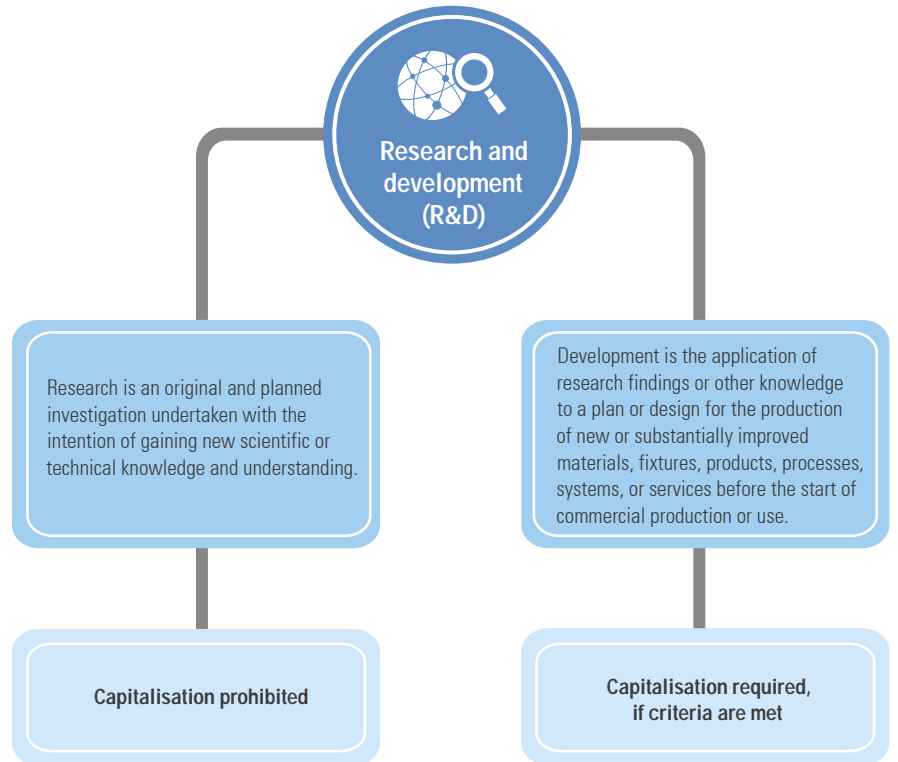 Research and
development
(R&D)
Research is an original and planned
investigation undertaken with the
intention of gaining new scientific or
technical knowledge and understanding.
Development is the application of
research findings or other knowledge
to a plan or design for the production
of new or substantially improved
materials, fixtures, products, processes,
systems, or services before the start of
commercial production or use.
Capitalisation prohibited
Capitalisation required,
if criteria are met